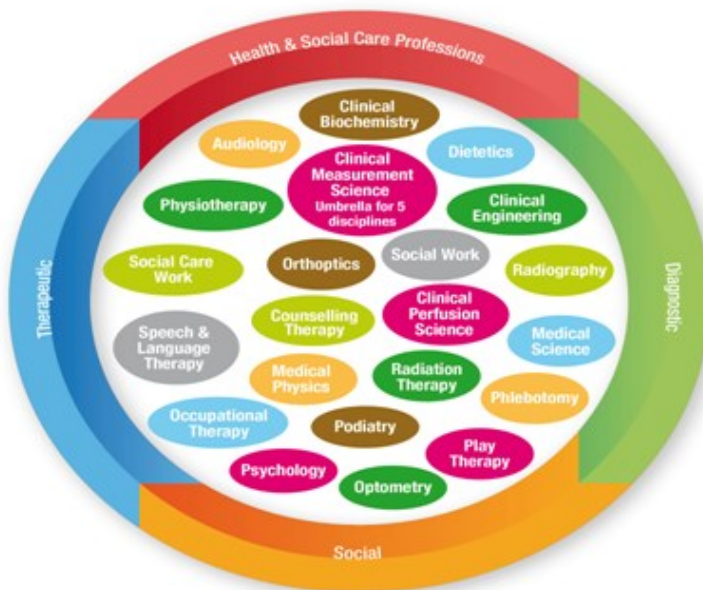 Health & Social Care Professions
Clinical
Biochemistry
Audiology
Dietetics
Clinical
Measurement
Science
Umbrella for 5
disciplines
Physiotherapy
Clinical
Engineering
Social Care
Work
Orthoptics
Social Work
Radiography
Counselling
Therapy
Clinical
Perfusion
Science
Speech &
Language
Therapy
Medical
Science
Medical
Physics
Radiation
Therapy
Phlebotomy
Occupational
Therapy
Podiatry
Play
Therapy
Psychology
Optometry
Therapeutic
Diagnostic
Social